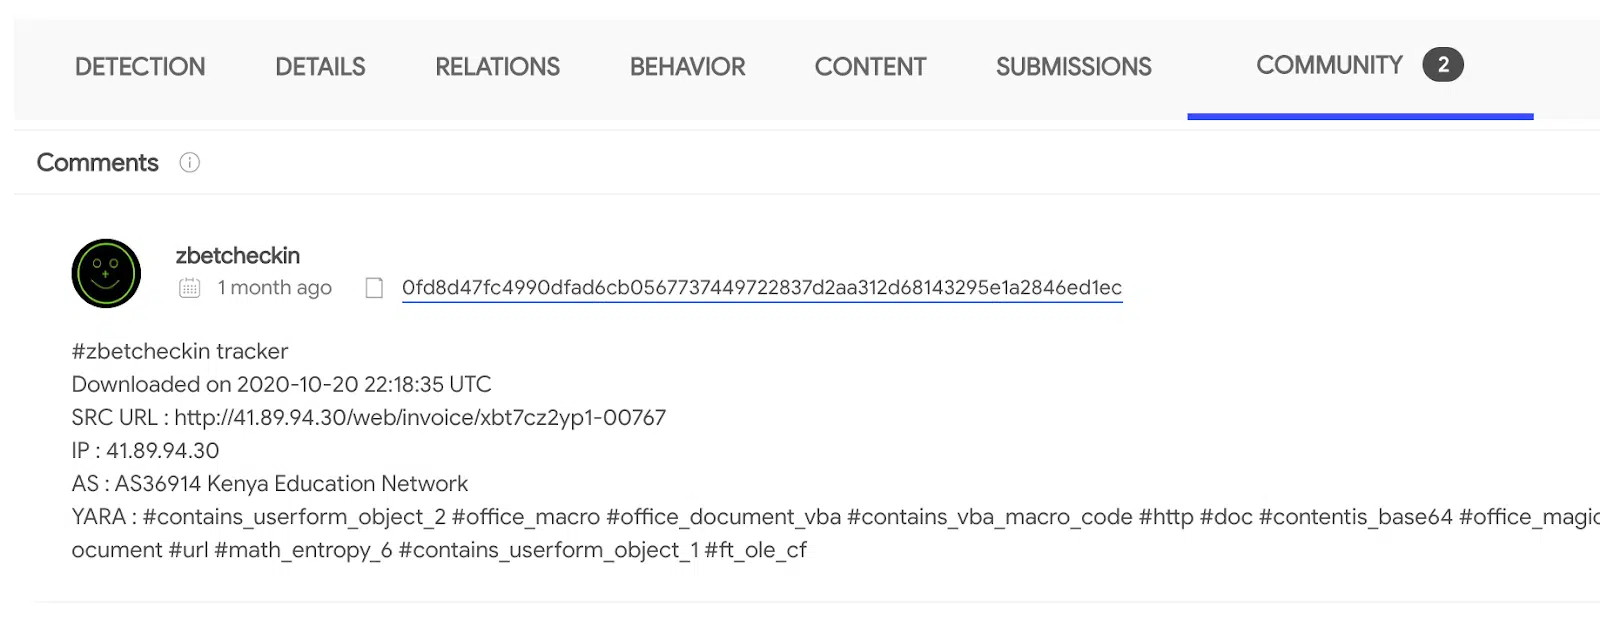 DETECTION DETAILS RELATIONS BEHAVIOR CONTENT SUBMISSIONS COMMUNITY 2
Comments
zbetcheckin
1 month ago 0fd8d47fc4990dfad6cb0567737449722837d2aa312d68143295e1a2846ed1ec
#zbetcheckin tracker
Downloaded on 2020-10-20 22:18:35 UTC
SRC URL : http://41.89.94.30/web/invoice/xbt7cz2yp1-00767
IP : 41.89.94.30
AS : AS36914 Kenya Education Network
YARA : #contains_userform_object_2 #office_macro #office_document_vba #contains_vba_macro_code #http #doc #contentis_base64 #office_magic
ocument #url #math_entropy_6 #contains_userform_object_1 #ft_ole_cf